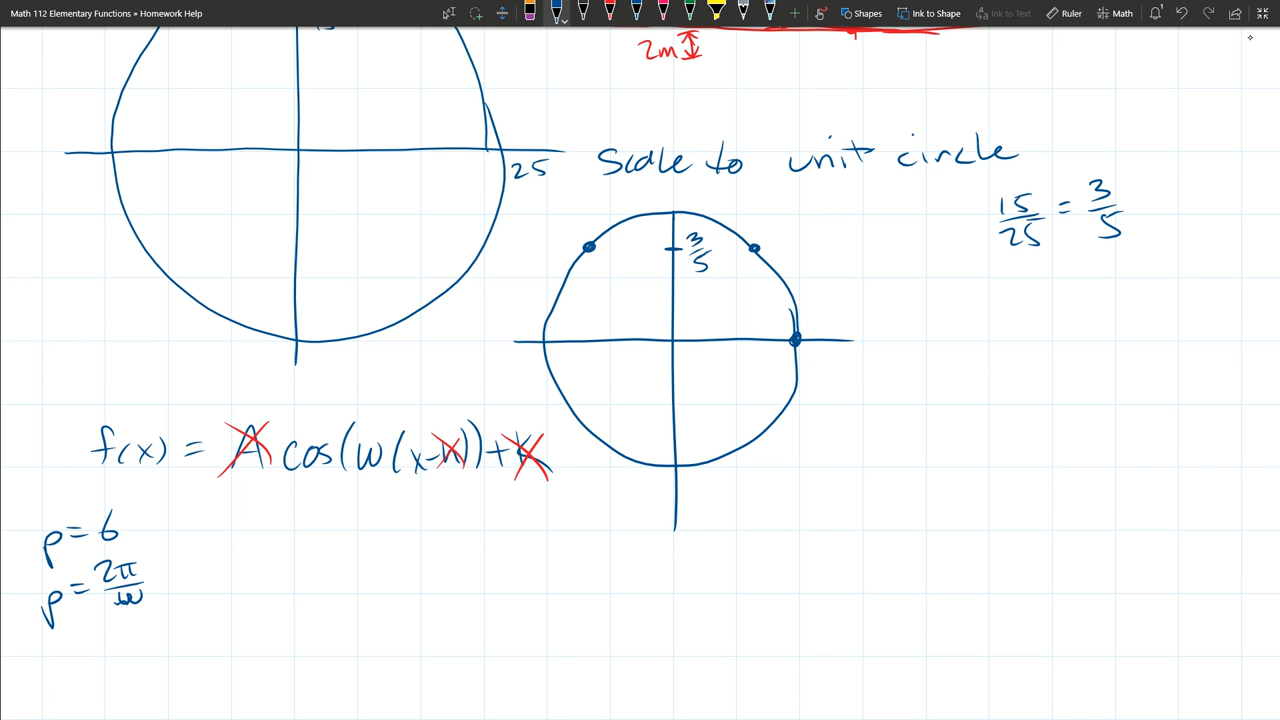 Math 112 Elementary Functions » Homework Help
Shapes
Ink to Shape
Ink to Text
Ruler
Math
2m
25
Scale to unit circle
15/25 = 3/5
3/5
f(x) = A cos(w(x-h))+k
p = 6
p = 2π/w